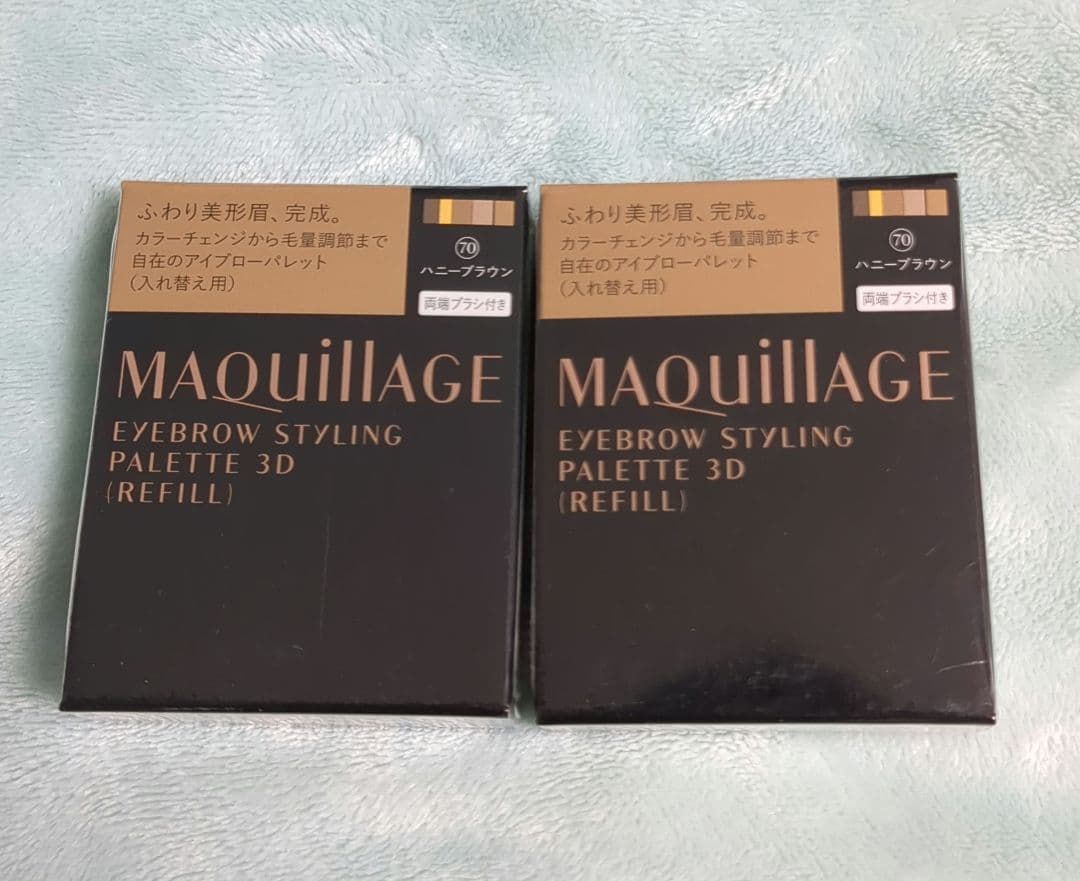 ふわり美形眉、完成。
カラーチェンジから毛量調節まで
自在のアイブローパレット
(入れ替え用)
70
ハニーブラウン
両端ブラシ付き
MAQuillAGE
EYEBROW STYLING
PALETTE 3D
(REFILL)
ふわり美形眉、完成。
カラーチェンジから毛量調節まで
自在のアイブローパレット
(入れ替え用)
70
ハニーブラウン
両端ブラシ付き
MAQuillAGE
EYEBROW STYLING
PALETTE 3D
(REFILL)